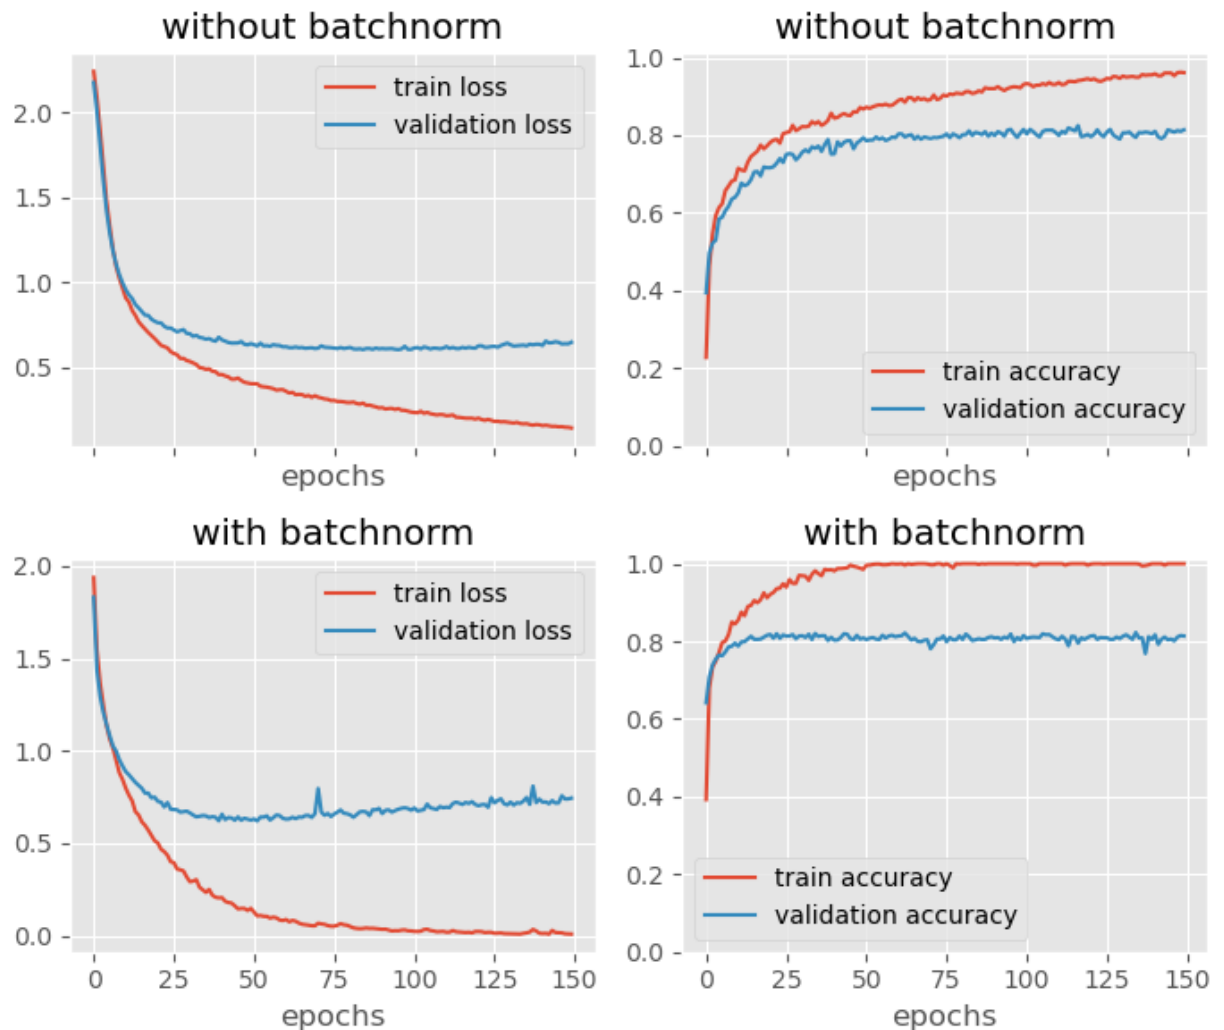 without batchnorm
train loss
validation loss
2.0
1.5
1.0
0.5
epochs
without batchnorm
1.0
0.8
0.6
0.4
0.2
0.0
train accuracy
validation accuracy
epochs
with batchnorm
train loss
validation loss
2.0
1.5
1.0
0.5
0.0
0 25 50 75 100 125 150
epochs
with batchnorm
1.0
0.8
0.6
0.4
0.2
0.0
train accuracy
validation accuracy
0 25 50 75 100 125 150
epochs